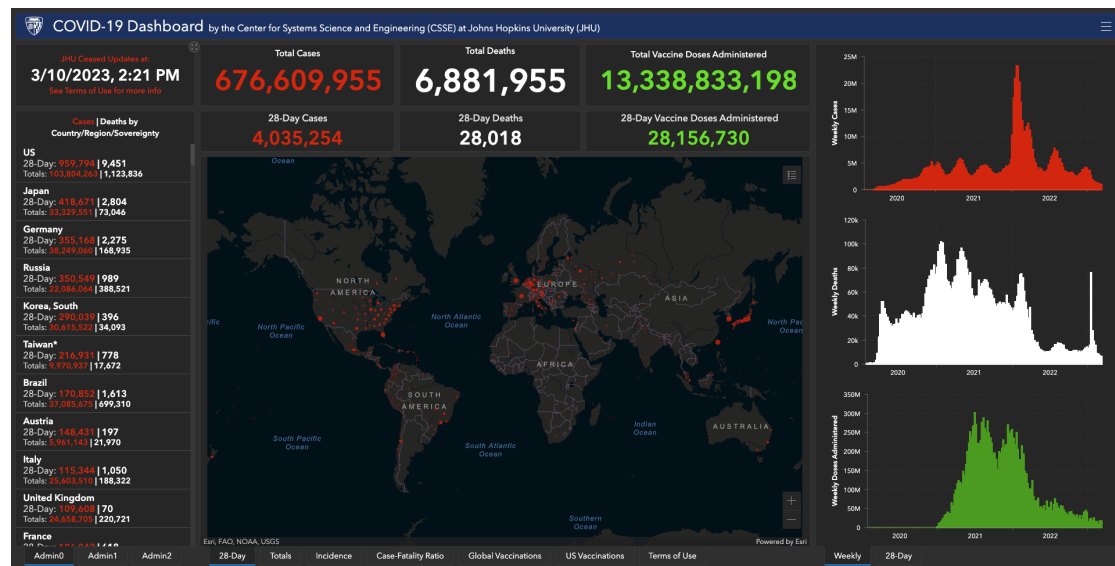 COVID-19 Dashboard by the Center for Systems Science and Engineering (CSSE) at Johns Hopkins University (JHU)
JHU Ceased Updates at:
3/10/2023, 2:21 PM
See Terms of Use for more info
Cases | Deaths by
Country/Region/Sovereignty
US
28-Day: 959,794 | 9,451
Totals: 103,804,263 | 1,123,836
Japan
28-Day: 418,671 | 2,804
Totals: 33,329,551 | 73,046
Germany
28-Day: 355,168 | 2,275
Totals: 38,249,060 | 168,935
Russia
28-Day: 350,549 | 989
Totals: 22,086,064 | 388,521
Korea, South
28-Day: 290,039 | 396
Totals: 30,615,522 | 34,093
Taiwan*
28-Day: 216,931 | 778
Totals: 9,970,937 | 17,672
Brazil
28-Day: 170,852 | 1,613
Totals: 37,085,675 | 699,310
Austria
28-Day: 148,431 | 197
Totals: 5,961,143 | 21,970
Italy
28-Day: 115,344 | 1,050
Totals: 25,603,510 | 188,322
United Kingdom
28-Day: 109,608 | 70
Totals: 24,658,705 | 220,721
France
Admin0 Admin1 Admin2
Total Cases
676,609,955
Total Deaths
6,881,955
Total Vaccine Doses Administered
13,338,833,198
28-Day Cases
4,035,254
28-Day Deaths
28,018
28-Day Vaccine Doses Administered
28,156,730
Ocean
NORTH
AMERICA
EUROPE
ASIA
North Pacific
Ocean
North Atlantic
Ocean
Ocean
AFRICA
SOUTH
AMERICA
Indian
Ocean
AUSTRALIA
South Pacific
Ocean
South Atlantic
Ocean
Southern
Ocean
Esri, FAO, NOAA, USGS
Powered by Esri
28-Day Totals Incidence Case-Fatality Ratio Global Vaccinations US Vaccinations Terms of Use
Weekly Cases
25M
20M
15M
10M
5M
0
2020 2021 2022
Weekly Deaths
120k
100k
80k
60k
40k
20k
0
2020 2021 2022
Weekly Doses Administered
350M
300M
250M
200M
150M
100M
50M
0
2020 2021 2022
Weekly 28-Day